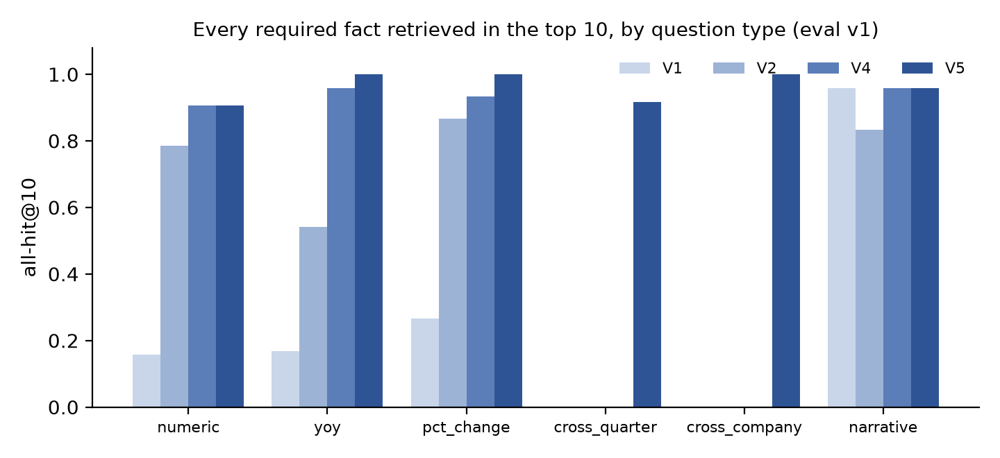 Every required fact retrieved in the top 10, by question type (eval v1)
V1 V2 V4 V5
all-hit@10
1.0
0.8
0.6
0.4
0.2
0.0
numeric yoy pct_change cross_quarter cross_company narrative